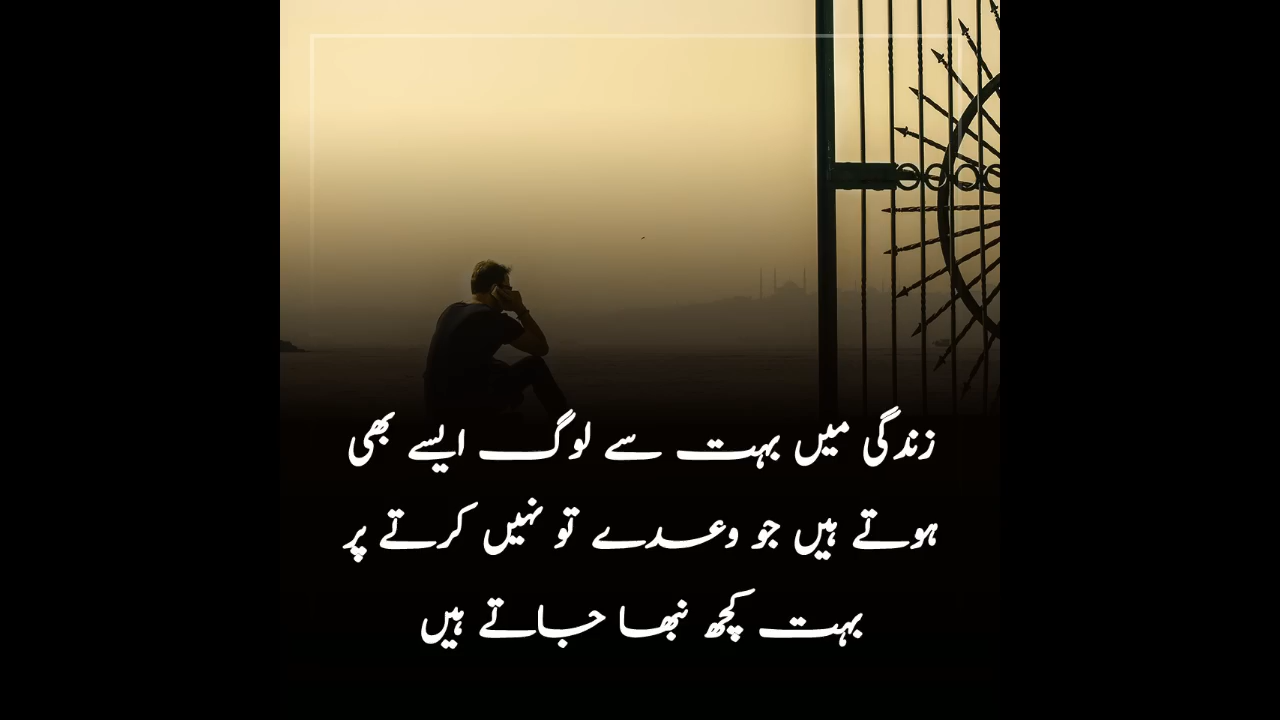 زندگی میں بہت سے لوگ ایسے بھی
ہوتے ہیں جو وعدے تو نہیں کرتے پر
بہت کچھ نبھا جاتے ہیں